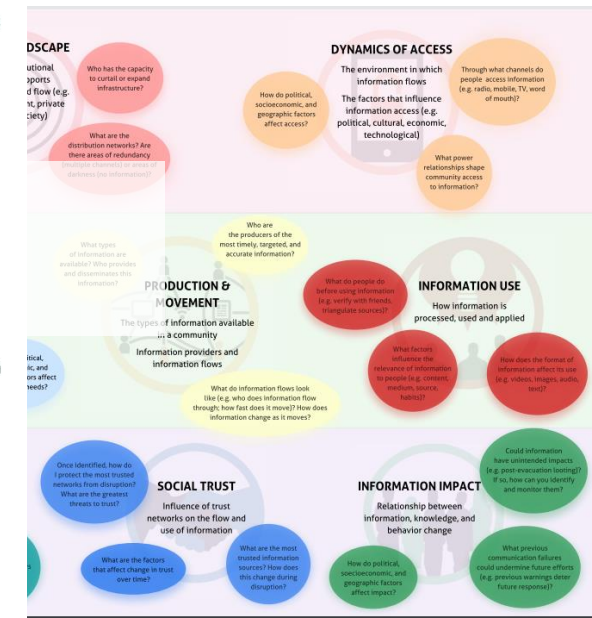 DSCAPE
utional
pports
d flow (e.g.
nt, private
ciety)
Who has the capacity
to curtail or expand
infrastructure?
What are the
distribution networks? Are
there areas of redundancy
(multiple channels) or areas of
darkness (no information)?
DYNAMICS OF ACCESS
The environment in which
information flows
The factors that influence
information access (e.g.
political, cultural, economic,
technological)
How do political,
socioeconomic, and
geographic factors
affect access?
Through what channels do
people access information
(e.g. radio, mobile, TV, word
of mouth)?
What power
relationships shape
community access
to information?
What types
of information are
available? Who provides
and disseminates this
infromation?
Who are
the producers of the
most timely, targeted, and
accurate information?
PRODUCTION &
MOVEMENT
The types of information available
in a community
Information providers and
information flows
What do information flows look
like (e.g. who does information flow
through; how fast does it move)? How does
information change as it moves?
itical,
ic, and
ors affect
needs?
What do people do
before using information
(e.g. verify with friends,
triangulate sources)?
INFORMATION USE
How information is
processed, used and applied
What factors
influence the
relevance of information
to people (e.g. content,
medium, source,
habits)?
How does the format of
information affect its use
(e.g. videos, images, audio,
text)?
Once identified, how do
I protect the most trusted
networks from disruption?
What are the greatest
threats to trust?
SOCIAL TRUST
Influence of trust
networks on the flow and
use of information
What are the factors
that affect change in trust
over time?
What are the most
trusted information
sources? How does
this change during
disruption?
INFORMATION IMPACT
Relationship between
information, knowledge, and
behavior change
Could information
have unintended impacts
(e.g. post-evacuation looting)?
If so, how can you identify
and monitor them?
How do political,
socioeconomic, and
geographic factors
affect impact?
What previous
communication failures
could undermine future efforts
(e.g. previous warnings deter
future response)?